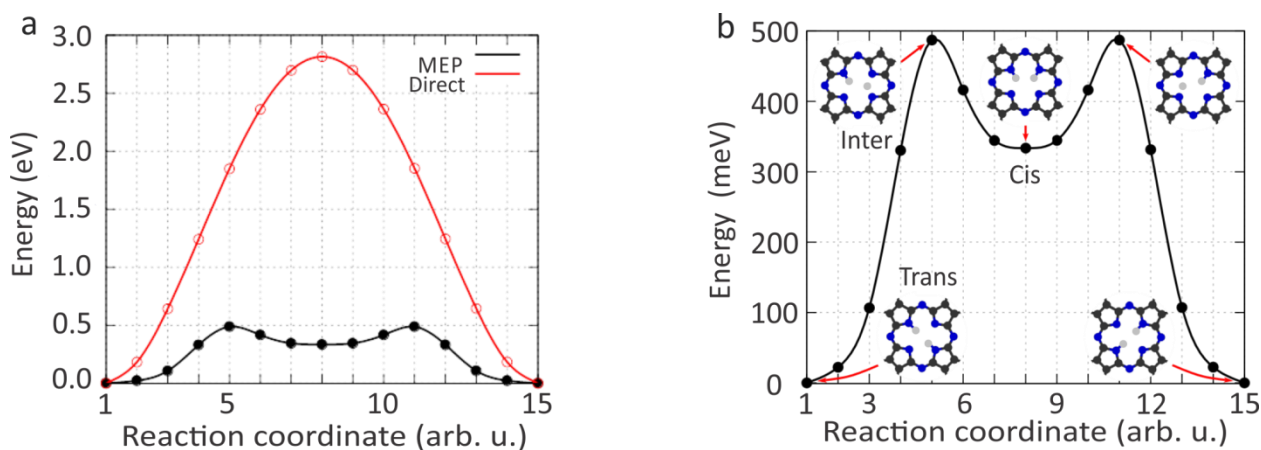 a
3.0
2.5
2.0
1.5
1.0
0.5
0.0
Energy (eV)
MEP
Direct
1
5
10
15
Reaction coordinate (arb. u.)
b
500
400
300
200
100
0
Energy (meV)
Inter
Cis
Trans
1
3
6
9
12
15
Reaction coordinate (arb. u.)